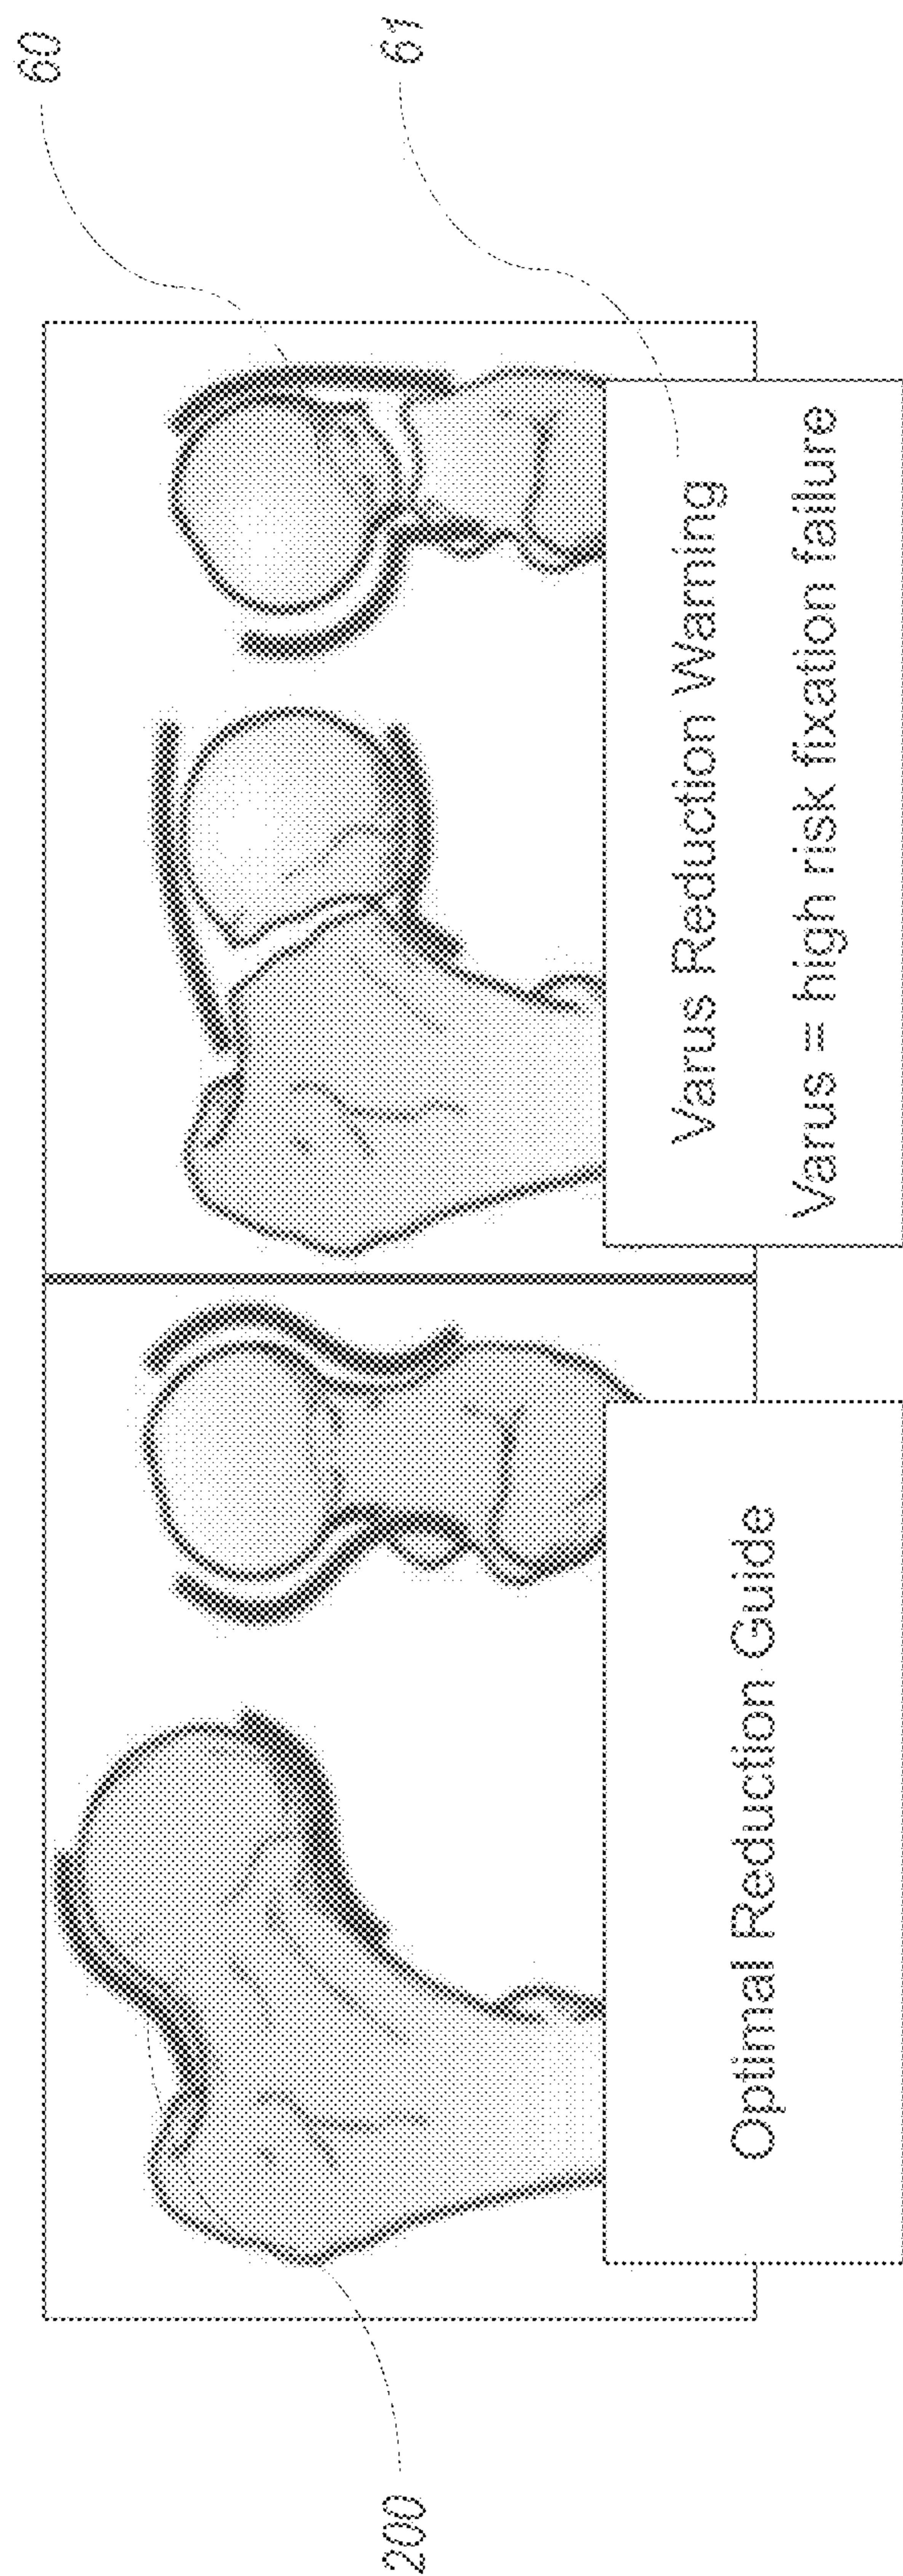 200
Optimal Reduction Guide
Varus Reduction Warning
Varus = high risk fixation failure
60
61